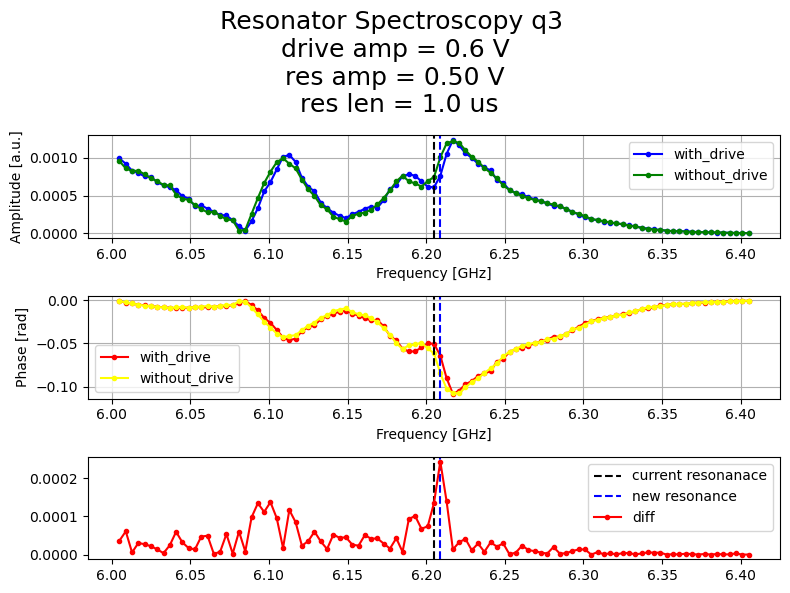 Resonator Spectroscopy q3
drive amp = 0.6 V
res amp = 0.50 V
res len = 1.0 us
Amplitude [a.u.]
0.0010
0.0005
0.0000
with_drive
without_drive
6.00 6.05 6.10 6.15 6.20 6.25 6.30 6.35 6.40
Frequency [GHz]
Phase [rad]
0.00
−0.05
−0.10
with_drive
without_drive
6.00 6.05 6.10 6.15 6.20 6.25 6.30 6.35 6.40
Frequency [GHz]
0.0002
0.0001
0.0000
current resonanace
new resonance
diff
6.00 6.05 6.10 6.15 6.20 6.25 6.30 6.35 6.40